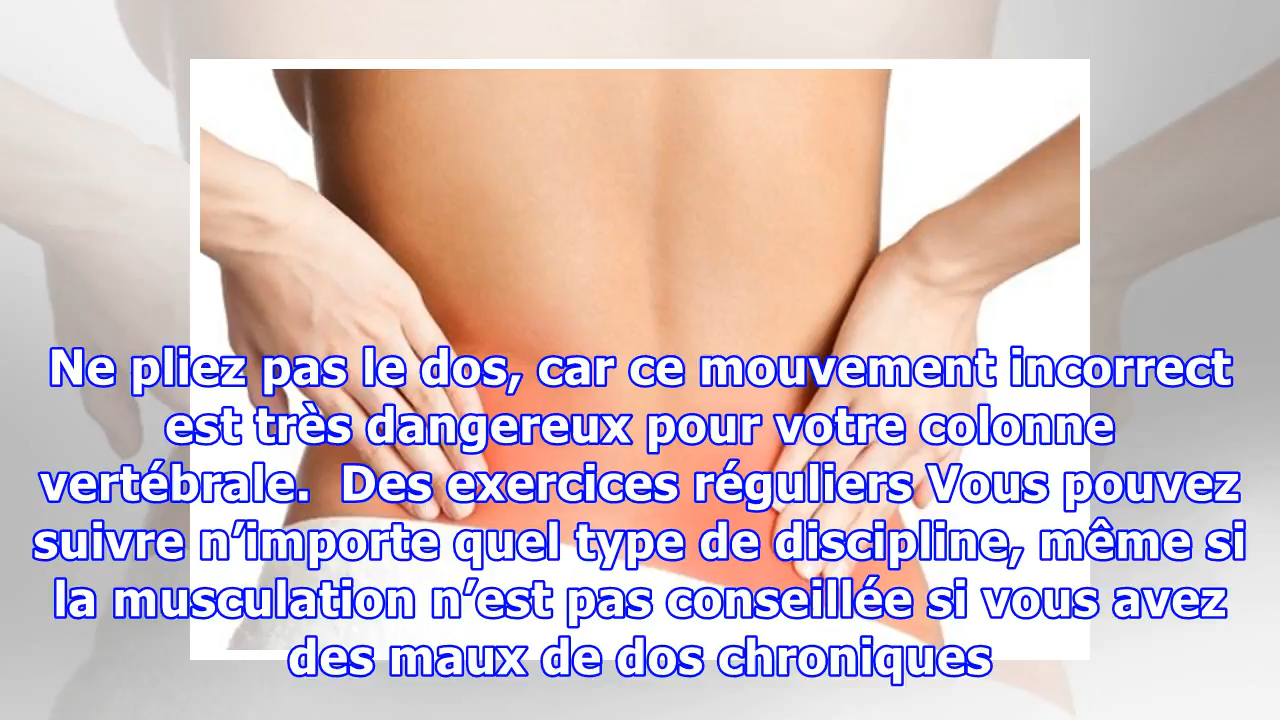 Ne pliez pas le dos, car ce mouvement incorrect
est très dangereux pour votre colonne
vertébrale.  Des exercices réguliers Vous pouvez
suivre n’importe quel type de discipline, même si
la musculation n’est pas conseillée si vous avez
des maux de dos chroniques